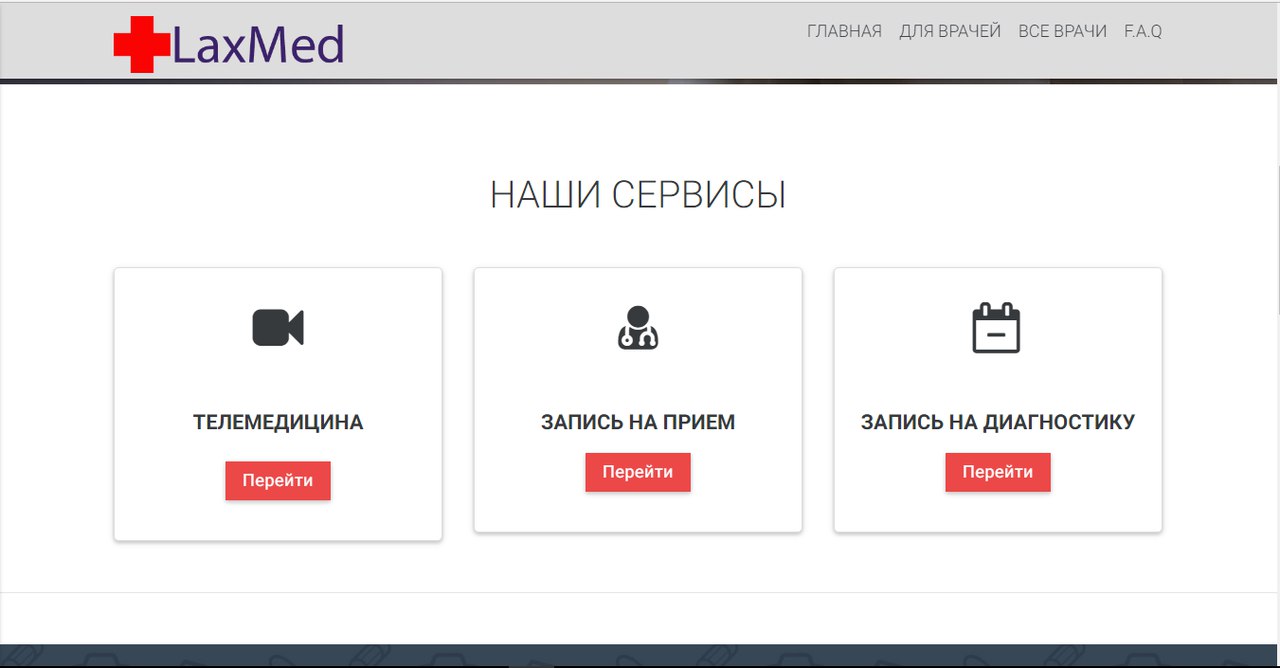 LaxMed
ГЛАВНАЯ ДЛЯ ВРАЧЕЙ ВСЕ ВРАЧИ F.A.Q
НАШИ СЕРВИСЫ
ТЕЛЕМЕДИЦИНА
Перейти
ЗАПИСЬ НА ПРИЕМ
Перейти
ЗАПИСЬ НА ДИАГНОСТИКУ
Перейти